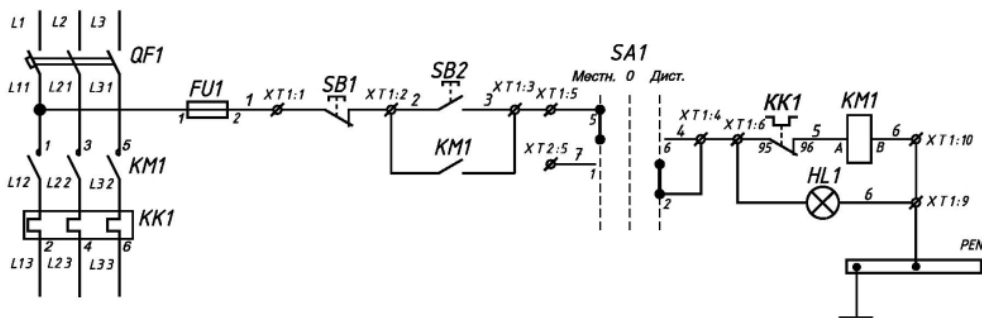 L1 L2 L3
QF1
SA1
L11 L21 L31
FU1
SB1
SB2
Местн. 0 Дист.
1 2
1
XT1:1
XT1:2
2
3
XT1:3
XT1:5
5
XT1:4
4
6
XT1:6
KK1
95 96
5
KM1
A B
6
XT1:10
1 3 5
KM1
KM1
XT2:5
7
1
2
HL1
6
XT1:9
L12 L22 L32
KK1
2 4 6
L13 L23 L33
PEN